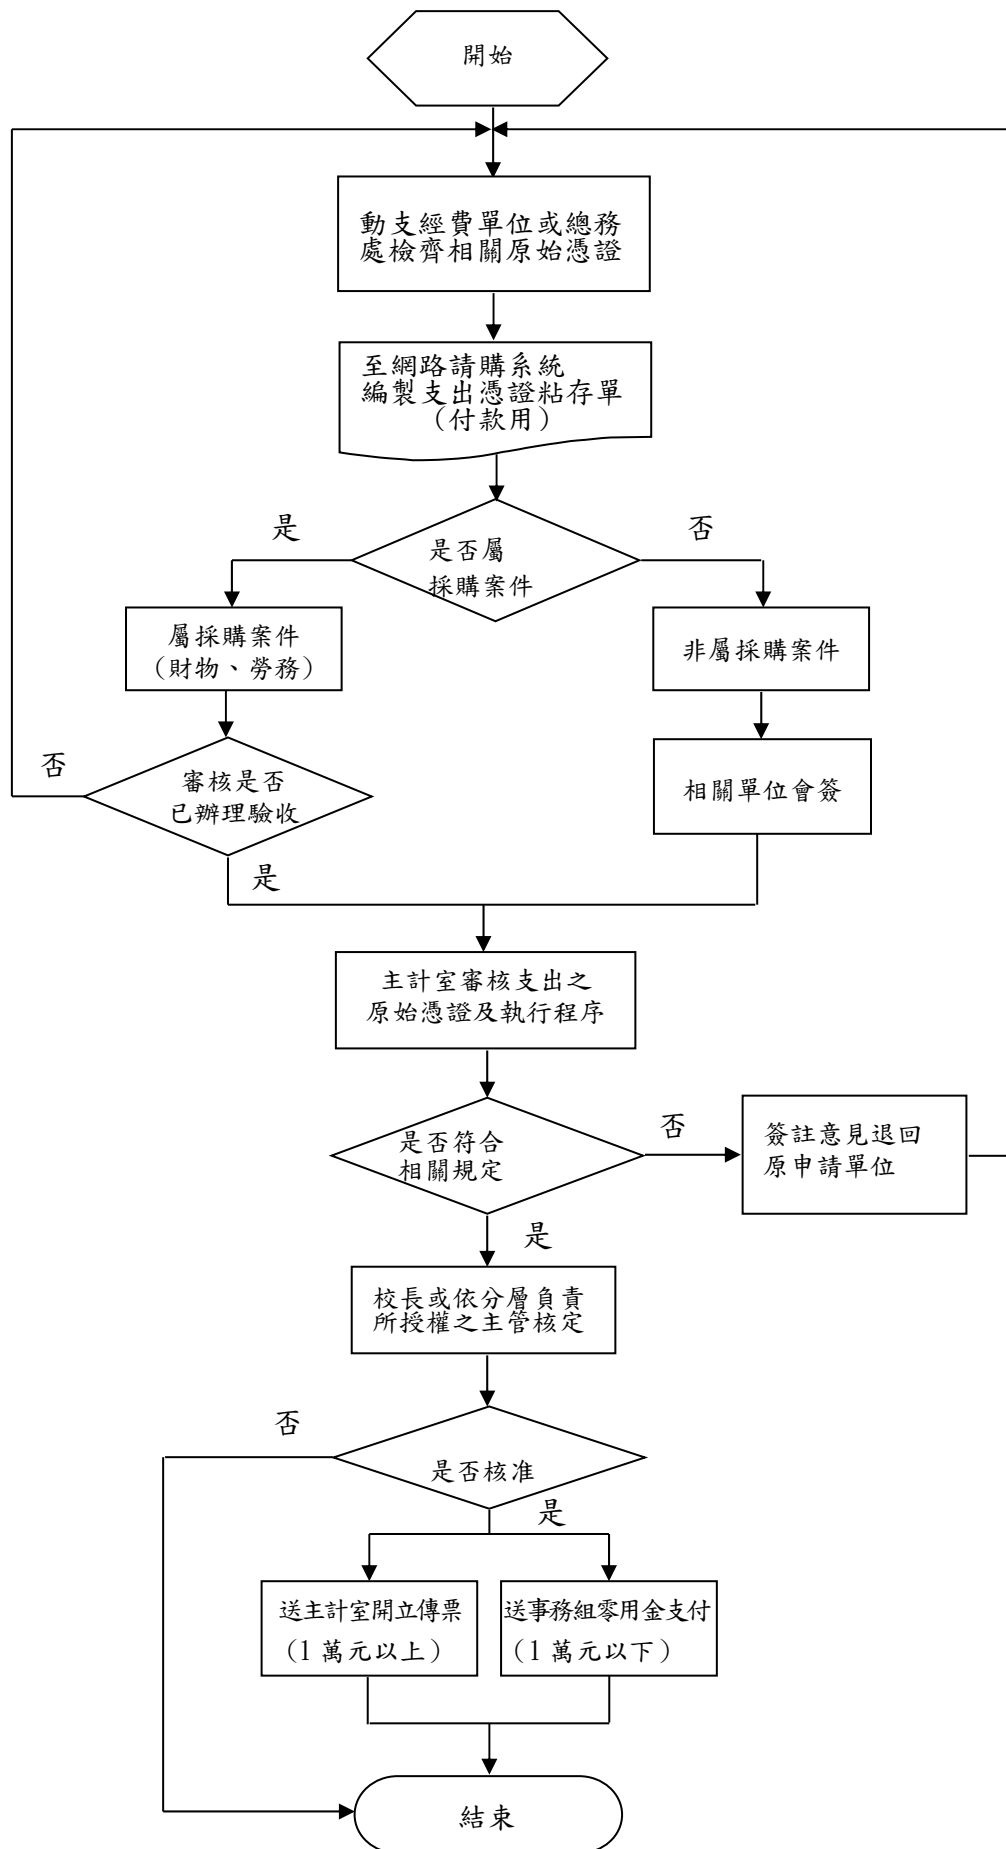 開始
動支經費單位或總務
處檢齊相關原始憑證
至網路請購系統
編製支出憑證粘存單
（付款用）
是
否
是否屬
採購案件
屬採購案件
（財物、勞務）
非屬採購案件
否
審核是否
已辦理驗收
相關單位會簽
是
主計室審核支出之
原始憑證及執行程序
是否符合
相關規定
否
簽註意見退回
原申請單位
是
校長或依分層負責
所授權之主管核定
否
是否核准
是
送主計室開立傳票
（1 萬元以上）
送事務組零用金支付
（1 萬元以下）
結束